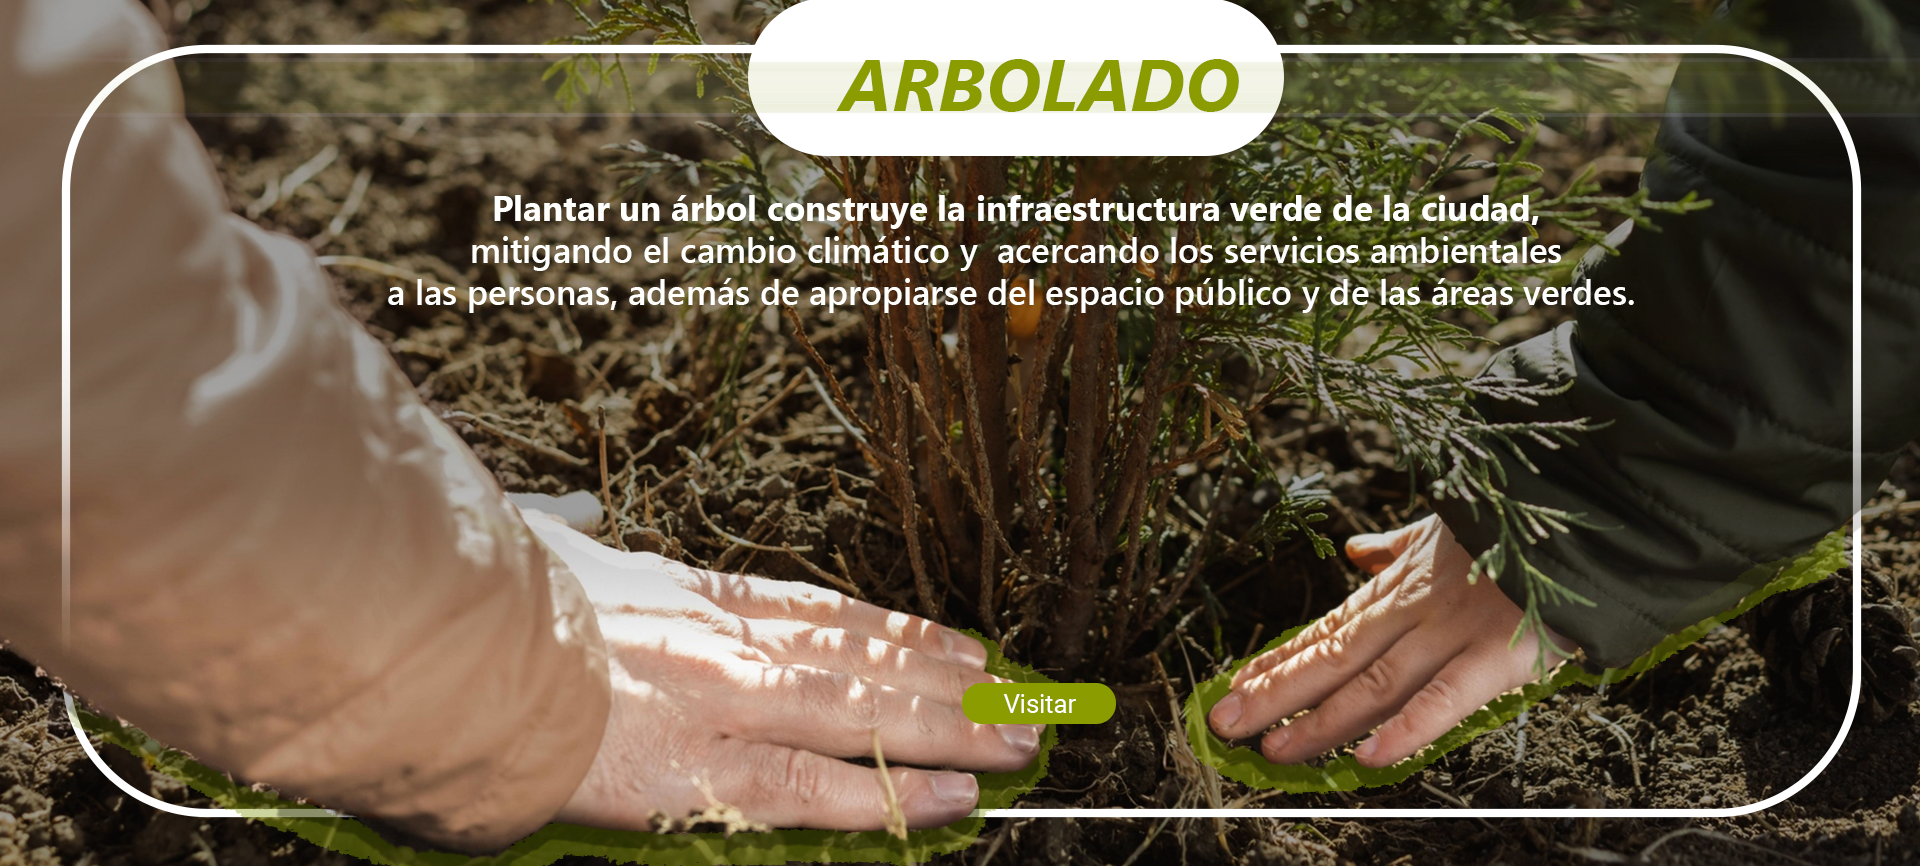 ARBOLADO
Plantar un árbol construye la infraestructura verde de la ciudad,
mitigando el cambio climático y  acercando los servicios ambientales
a las personas, además de apropiarse del espacio público y de las áreas verdes.
Visitar